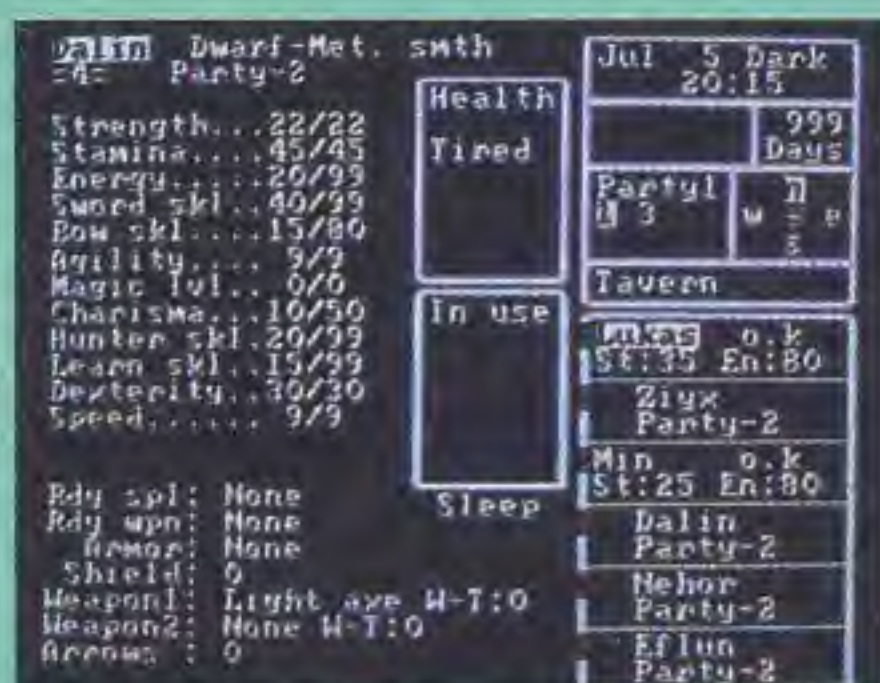 Dalin Dwarf-Met. smth
=4= Party-2
Strength...22/22
Stamina....45/45
Energy.....20/99
Sword skl..40/99
Bow skl....15/80
Agility.... 9/9
Magic lvl.. 0/0
Charisma...10/50
Hunter skl.20/99
Learn skl..15/99
Dexterity..30/30
Speed...... 9/9
Rdy spl: None
Rdy wpn: None
Armor: None
Shield: 0
Weapon1: Light axe W-T:0
Weapon2: None W-T:0
Arrows : 0
Health
Tired
In use
Sleep
Jul 5 Dark
20:15
999
Days
Party1
3
n
w - e
s
Tavern
Lukas o.k
St:35 En:80
Ziyx
Party-2
Min o.k
St:25 En:80
Dalin
Party-2
Nehor
Party-2
Eflun
Party-2